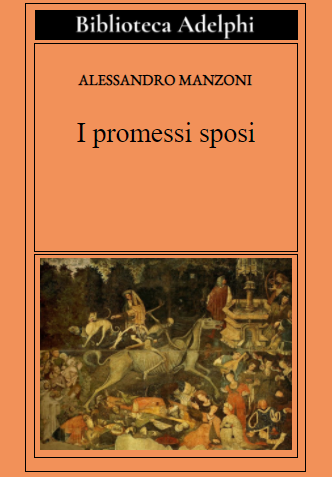 Biblioteca Adelphi
ALESSANDRO MANZONI
I promessi sposi